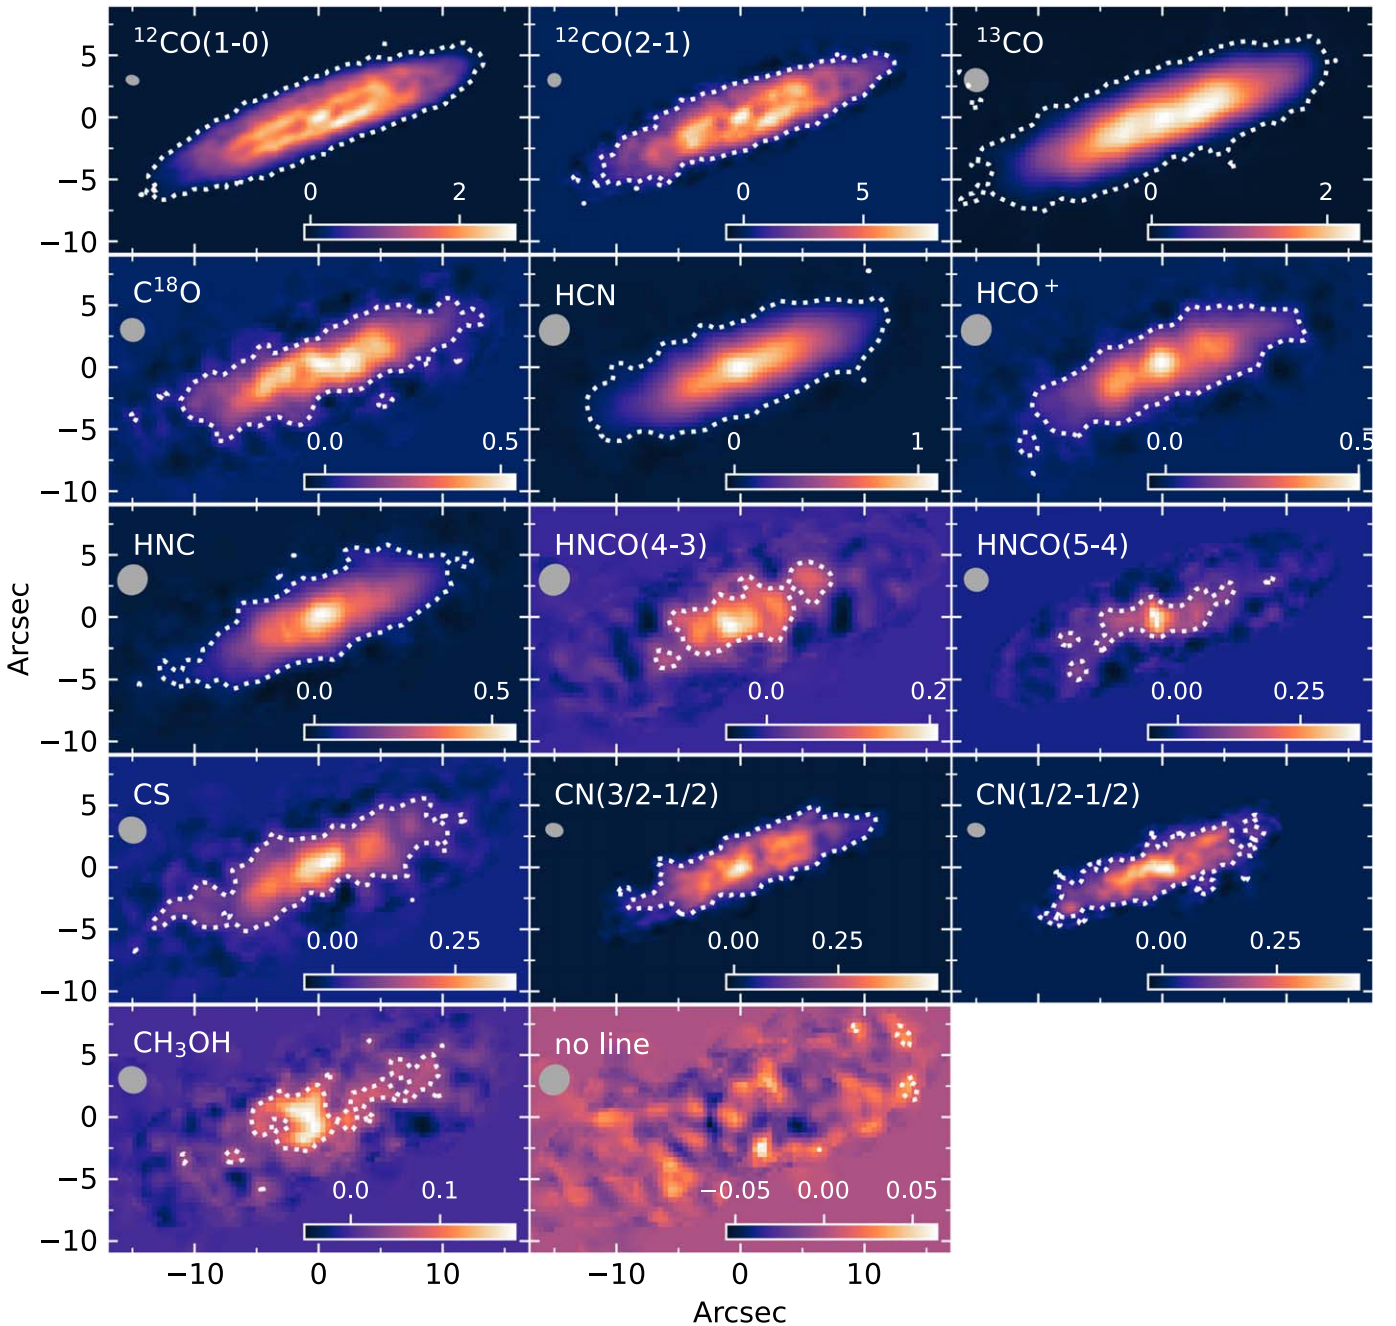 ¹²CO(1-0)
¹²CO(2-1)
¹³CO
5
0
−5
−10
0 2
0 5
0 2
C¹⁸O
HCN
HCO⁺
5
0
−5
−10
0.0 0.5
0 1
0.0 0.5
HNC
HNCO(4-3)
HNCO(5-4)
5
0
−5
−10
0.0 0.5
0.0 0.2
0.00 0.25
Arcsec
CS
CN(3/2-1/2)
CN(1/2-1/2)
5
0
−5
−10
0.00 0.25
0.00 0.25
0.00 0.25
CH₃OH
no line
5
0
−5
−10
0.0 0.1
−0.05 0.00 0.05
−10 0 10
−10 0 10
Arcsec